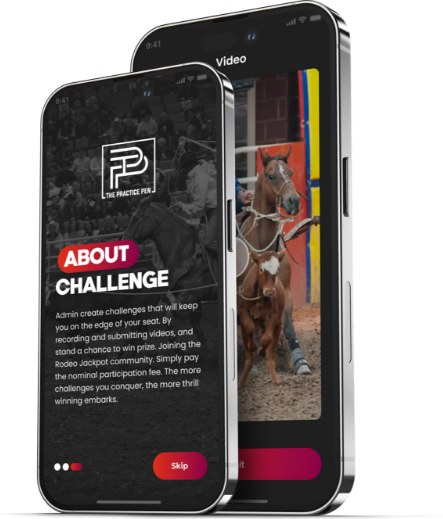 9:41
Video
9:41
THE PRACTICE PEN
ABOUT
CHALLENGE
Admin create challenges that will keep
you on the edge of your seat. By
recording and submitting videos, and
stand a chance to win prize. Joining the
Rodeo Jackpot community. Simply pay
the nominal participation fee. The more
challenges you conquer, the more thrill
winning embarks.
Skip